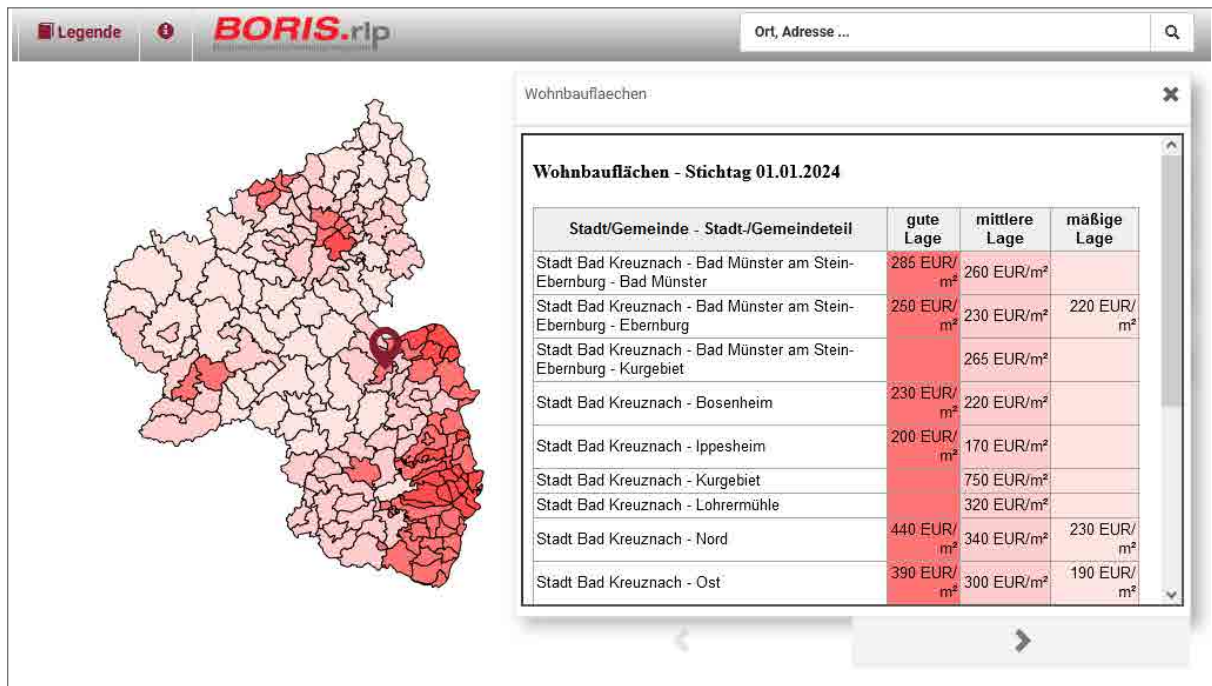 Legende
BORIS.rlp
Ort, Adresse ...
Wohnbauflaechen
Wohnbauflächen - Stichtag 01.01.2024
Stadt/Gemeinde - Stadt-/Gemeindeteil
gute
Lage
mittlere
Lage
mäßige
Lage
Stadt Bad Kreuznach - Bad Münster am Stein-
Ebernburg - Bad Münster
285 EUR/
m²
260 EUR/m²
Stadt Bad Kreuznach - Bad Münster am Stein-
Ebernburg - Ebernburg
250 EUR/
m²
230 EUR/m²
220 EUR/
m²
Stadt Bad Kreuznach - Bad Münster am Stein-
Ebernburg - Kurgebiet
265 EUR/m²
Stadt Bad Kreuznach - Bosenheim
230 EUR/
m²
220 EUR/m²
Stadt Bad Kreuznach - Ippesheim
200 EUR/
m²
170 EUR/m²
Stadt Bad Kreuznach - Kurgebiet
750 EUR/m²
Stadt Bad Kreuznach - Lohrermühle
320 EUR/m²
Stadt Bad Kreuznach - Nord
440 EUR/
m²
340 EUR/m²
230 EUR/
m²
Stadt Bad Kreuznach - Ost
390 EUR/
m²
300 EUR/m²
190 EUR/
m²